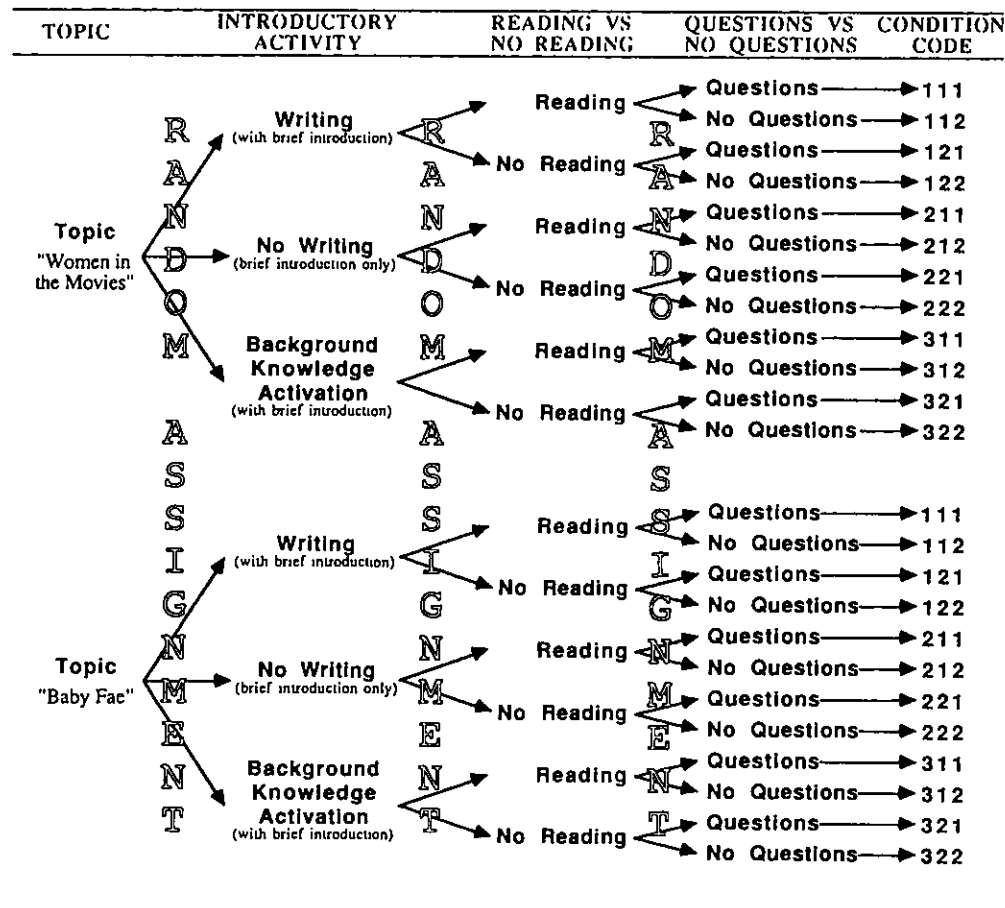 TOPIC INTRODUCTORY ACTIVITY READING VS NO READING QUESTIONS VS NO QUESTIONS CONDITION CODE
RANDOM ASSIGNMENT
RANDOM ASSIGNMENT
RANDOM ASSIGNMENT
Topic
"Women in
the Movies"
Writing
(with brief introduction)
Reading
Questions 111
No Questions 112
No Reading
Questions 121
No Questions 122
No Writing
(brief introduction only)
Reading
Questions 211
No Questions 212
No Reading
Questions 221
No Questions 222
Background
Knowledge
Activation
(with brief introduction)
Reading
Questions 311
No Questions 312
No Reading
Questions 321
No Questions 322
Topic
"Baby Fae"
Writing
(with brief introduction)
Reading
Questions 111
No Questions 112
No Reading
Questions 121
No Questions 122
No Writing
(brief introduction only)
Reading
Questions 211
No Questions 212
No Reading
Questions 221
No Questions 222
Background
Knowledge
Activation
(with brief introduction)
Reading
Questions 311
No Questions 312
No Reading
Questions 321
No Questions 322